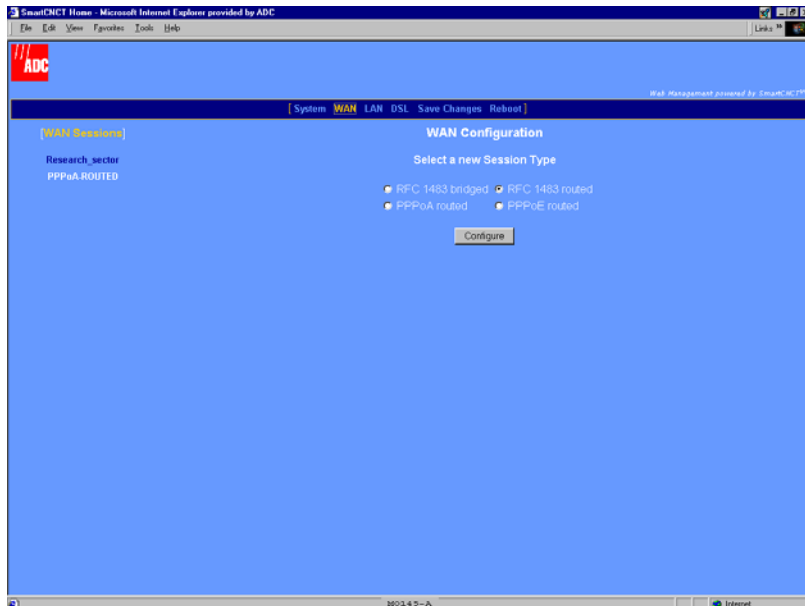 SmartCNCT Home - Microsoft Internet Explorer provided by ADC
File Edit View Favorites Tools Help
Links »
ADC
Web Management powered by SmartCNCT
[ System WAN LAN DSL Save Changes Reboot ]
[WAN Sessions]
WAN Configuration
Research_sector
Select a new Session Type
PPPoA-ROUTED
RFC 1483 bridged RFC 1483 routed
PPPoA routed PPPoE routed
Configure
M0145-A
Internet